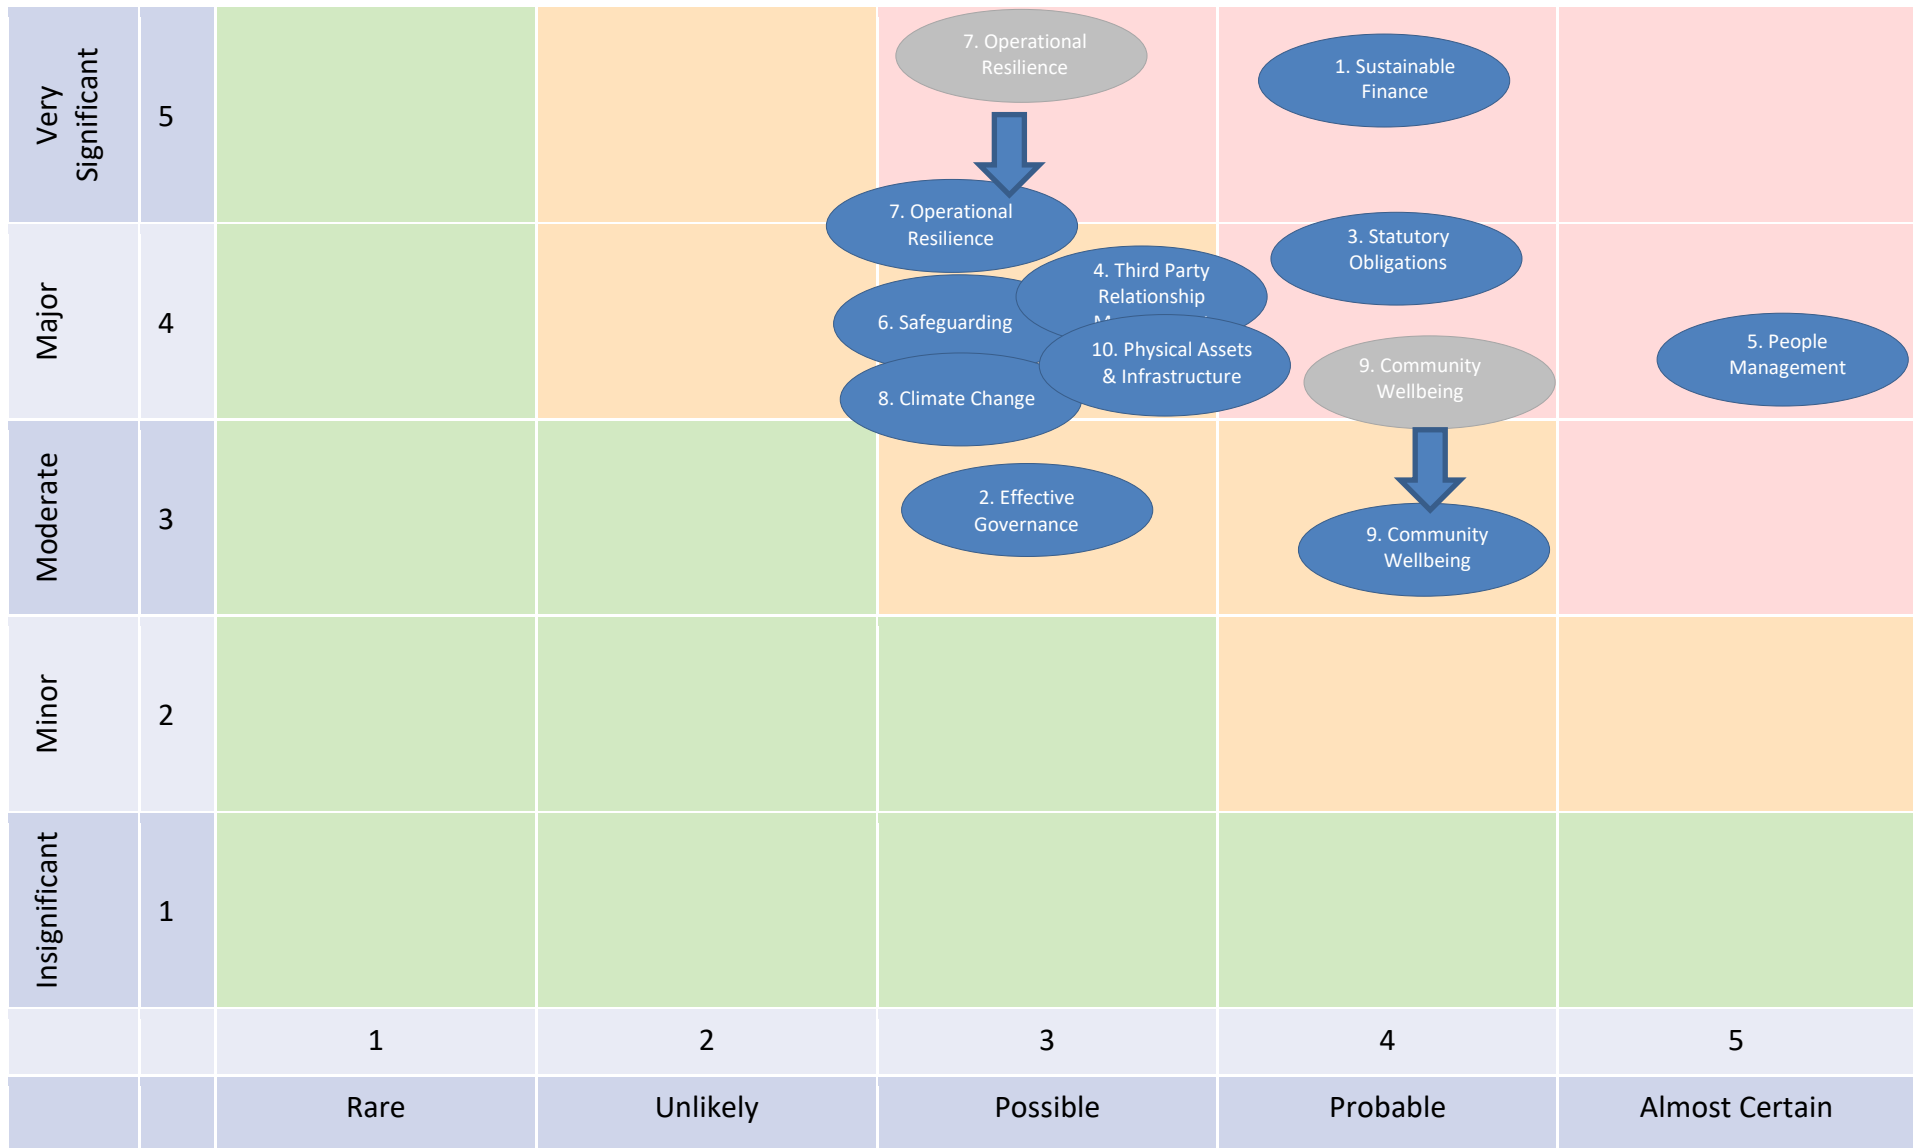 Very
Significant
5
7. Operational
Resilience
1. Sustainable
Finance
7. Operational
Resilience
3. Statutory
Obligations
Major
4
4. Third Party
Relationship
6. Safeguarding
10. Physical Assets
& Infrastructure
8. Climate Change
9. Community
Wellbeing
5. People
Management
Moderate
3
2. Effective
Governance
9. Community
Wellbeing
Minor
2
Insignificant
1
1
2
3
4
5
Rare
Unlikely
Possible
Probable
Almost Certain